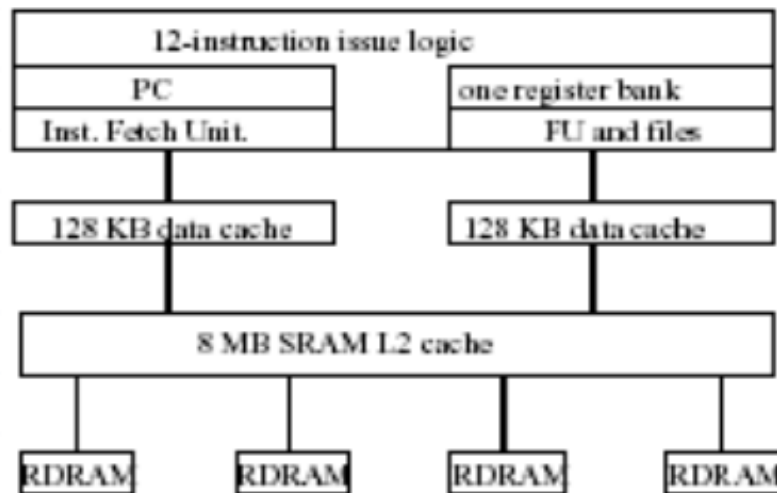 12-instruction issue logic
PC
one register bank
Inst. Fetch Unit.
FU and files
128 KB data cache
128 KB data cache
8 MB SRAM L2 cache
RDRAM
RDRAM
RDRAM
RDRAM